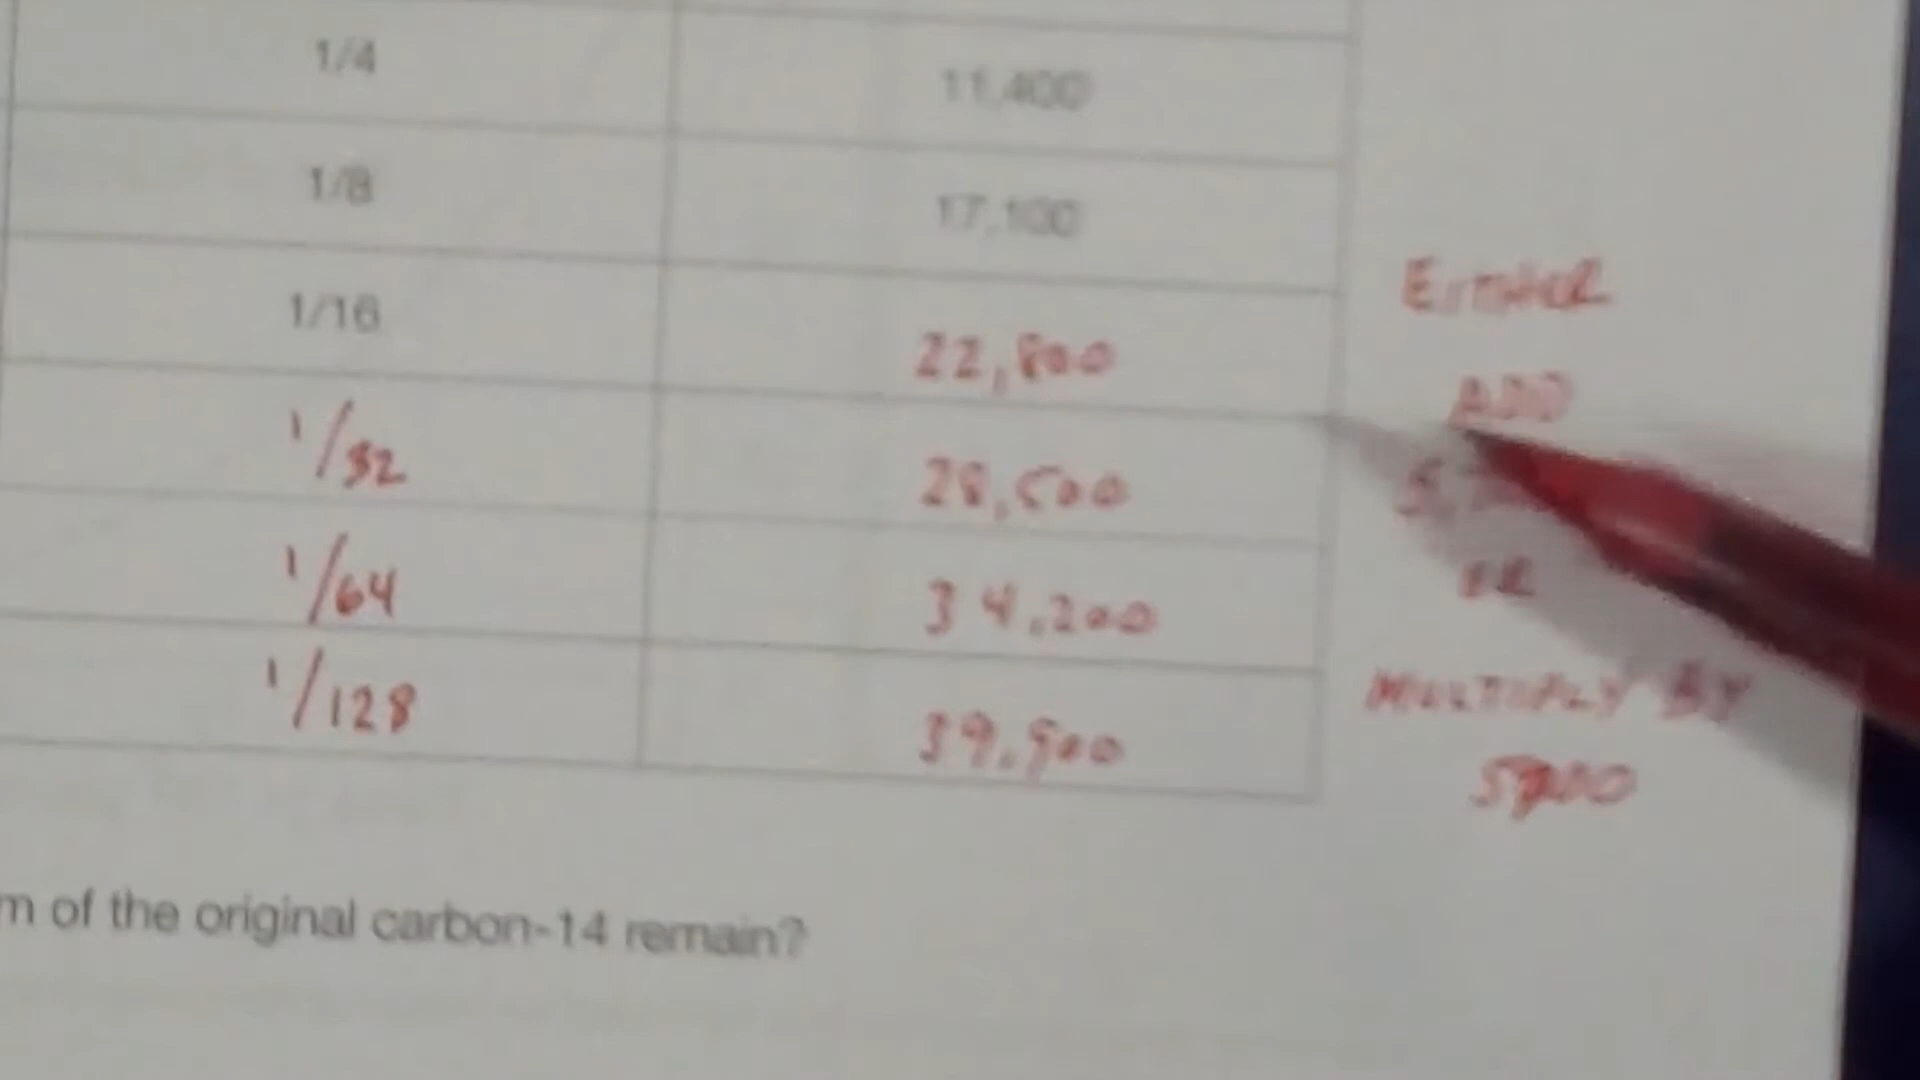 1/4 11,400
1/8 17,100
1/16 22,800
1/32 28,500
1/64 34,200
1/128 39,900
EITHER
ADD
OR
MULTIPLY BY
5700
m of the original carbon-14 remain?